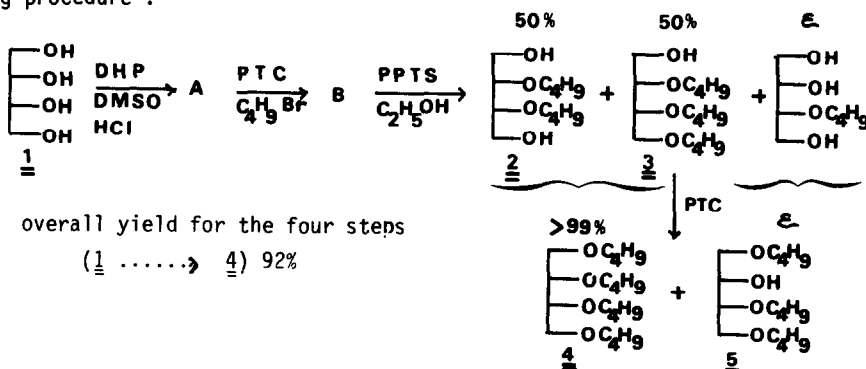 g procedure :
50% 50% ε
OH DHP PTC PPTS OH OH OH
OH DMSO A C4H9Br B C2H5OH OC4H9 + OC4H9 + OH
OH HCl OC4H9 OC4H9 OC4H9
OH OH OC4H9 OH
1 2 3
PTC
overall yield for the four steps >99% ε
(1 ...... 4) 92% OC4H9 OC4H9
OC4H9 + OH
OC4H9 OC4H9
OC4H9 OC4H9
4 5